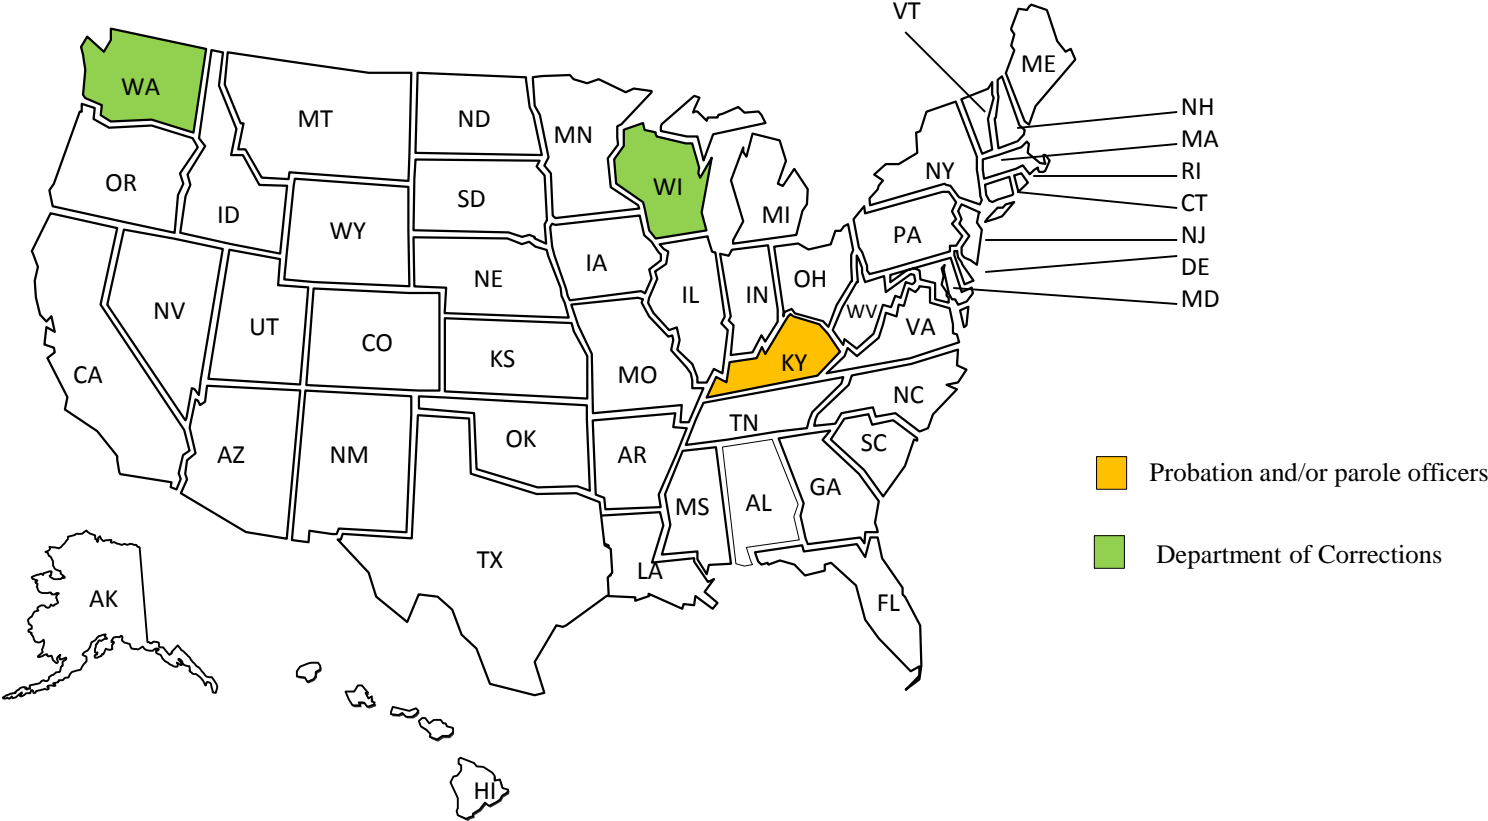 VT
ME
WA
NH
MT
ND
MN
MA
NY
RI
OR
WI
SD
CT
ID
MI
WY
PA
NJ
IA
DE
NE
OH
IL
IN
MD
NV
WV
UT
VA
CO
KS
KY
CA
MO
NC
TN
OK
SC
AZ
NM
AR
Probation and/or parole officers
GA
MS
AL
Department of Corrections
TX
LA
AK
FL
HI